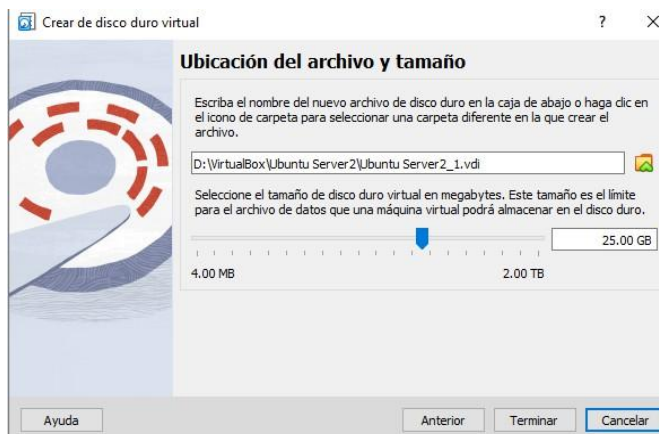 Crear de disco duro virtual
?
Ubicación del archivo y tamaño
Escriba el nombre del nuevo archivo de disco duro en la caja de abajo o haga clic en
el icono de carpeta para seleccionar una carpeta diferente en la que crear el
archivo.
D:\VirtualBox\Ubuntu Server2\Ubuntu Server2_1.vdi
Seleccione el tamaño de disco duro virtual en megabytes. Este tamaño es el límite
para el archivo de datos que una máquina virtual podrá almacenar en el disco duro.
25.00 GB
4.00 MB 2.00 TB
Ayuda Anterior Terminar Cancelar